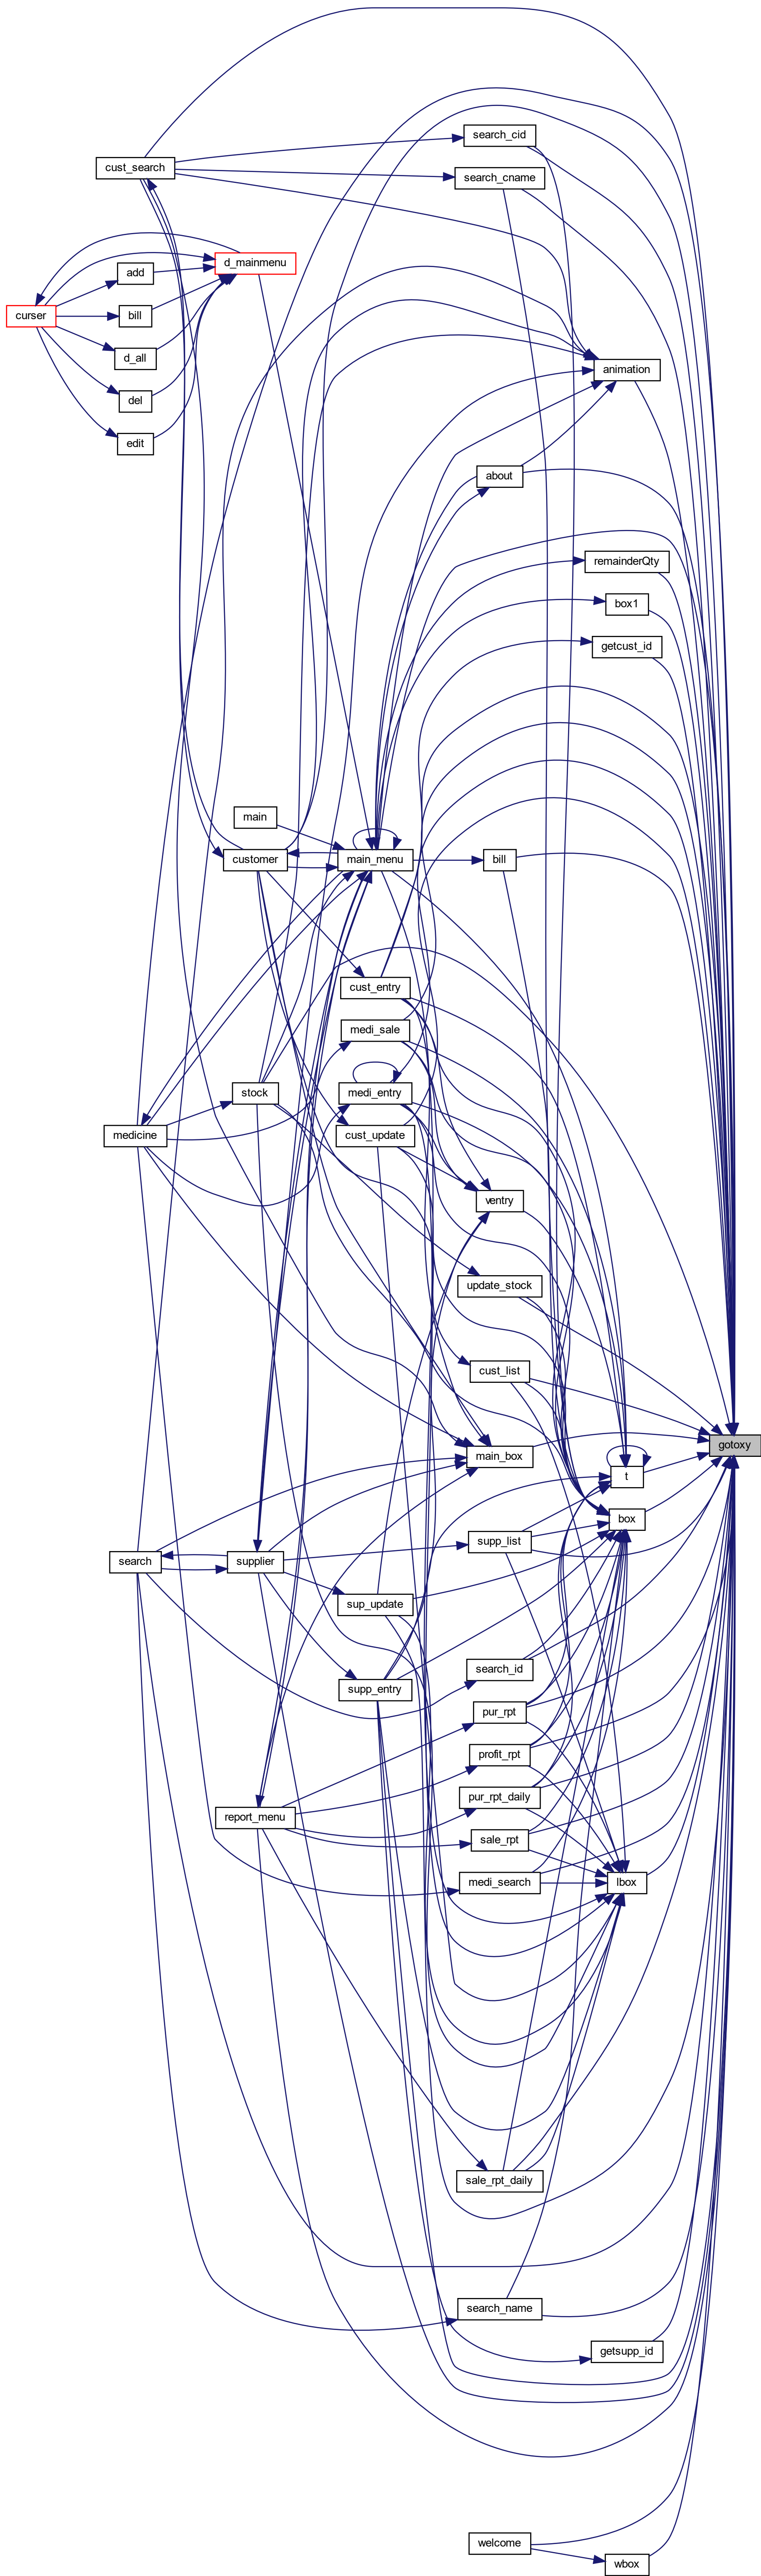 search_cid
cust_search
search_cname
d_mainmenu
add
curser
bill
d_all
animation
del
edit
about
remainderQty
box1
getcust_id
main
customer
main_menu
bill
cust_entry
medi_sale
stock
medi_entry
medicine
cust_update
ventry
update_stock
cust_list
gotoxy
main_box
t
box
supp_list
search
supplier
sup_update
search_id
supp_entry
pur_rpt
profit_rpt
pur_rpt_daily
report_menu
sale_rpt
medi_search
lbox
sale_rpt_daily
search_name
getsupp_id
welcome
wbox